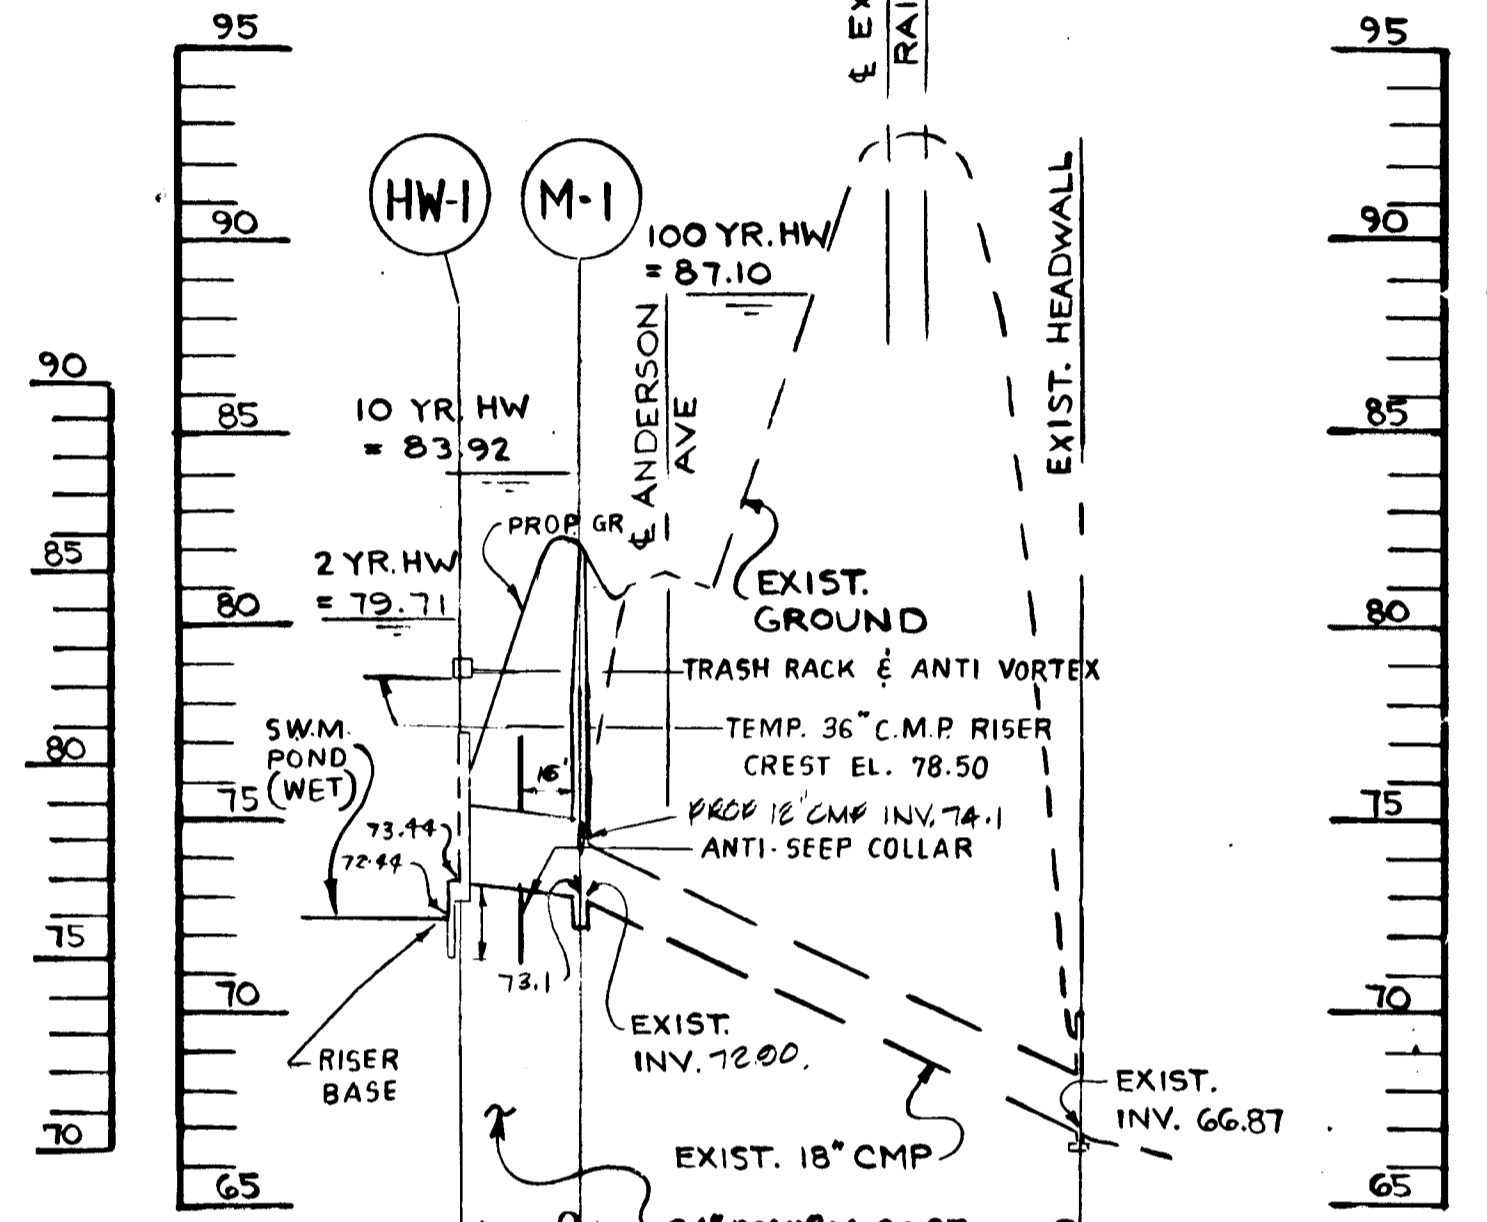 95
95
℄ EX
RAI
HW-1
M-1
90
90
100 YR. HW
= 87.10
EXIST. HEADWALL
90
10 YR. HW
= 83.92
85
85
℄ ANDERSON
AVE
PROP. GR
85
2 YR. HW
= 79.71
80
80
EXIST.
GROUND
TRASH RACK & ANTI VORTEX
TEMP. 36" C.M.P. RISER
CREST EL. 78.50
S.W.M.
POND
(WET)
80
16'
75
75
PROP 12" CMP INV. 74.1
ANTI-SEEP COLLAR
73.44
72.44
75
73.1
70
70
EXIST.
INV. 72.90.
RISER
BASE
EXIST.
INV. 66.87
70
EXIST. 18" CMP
65
65